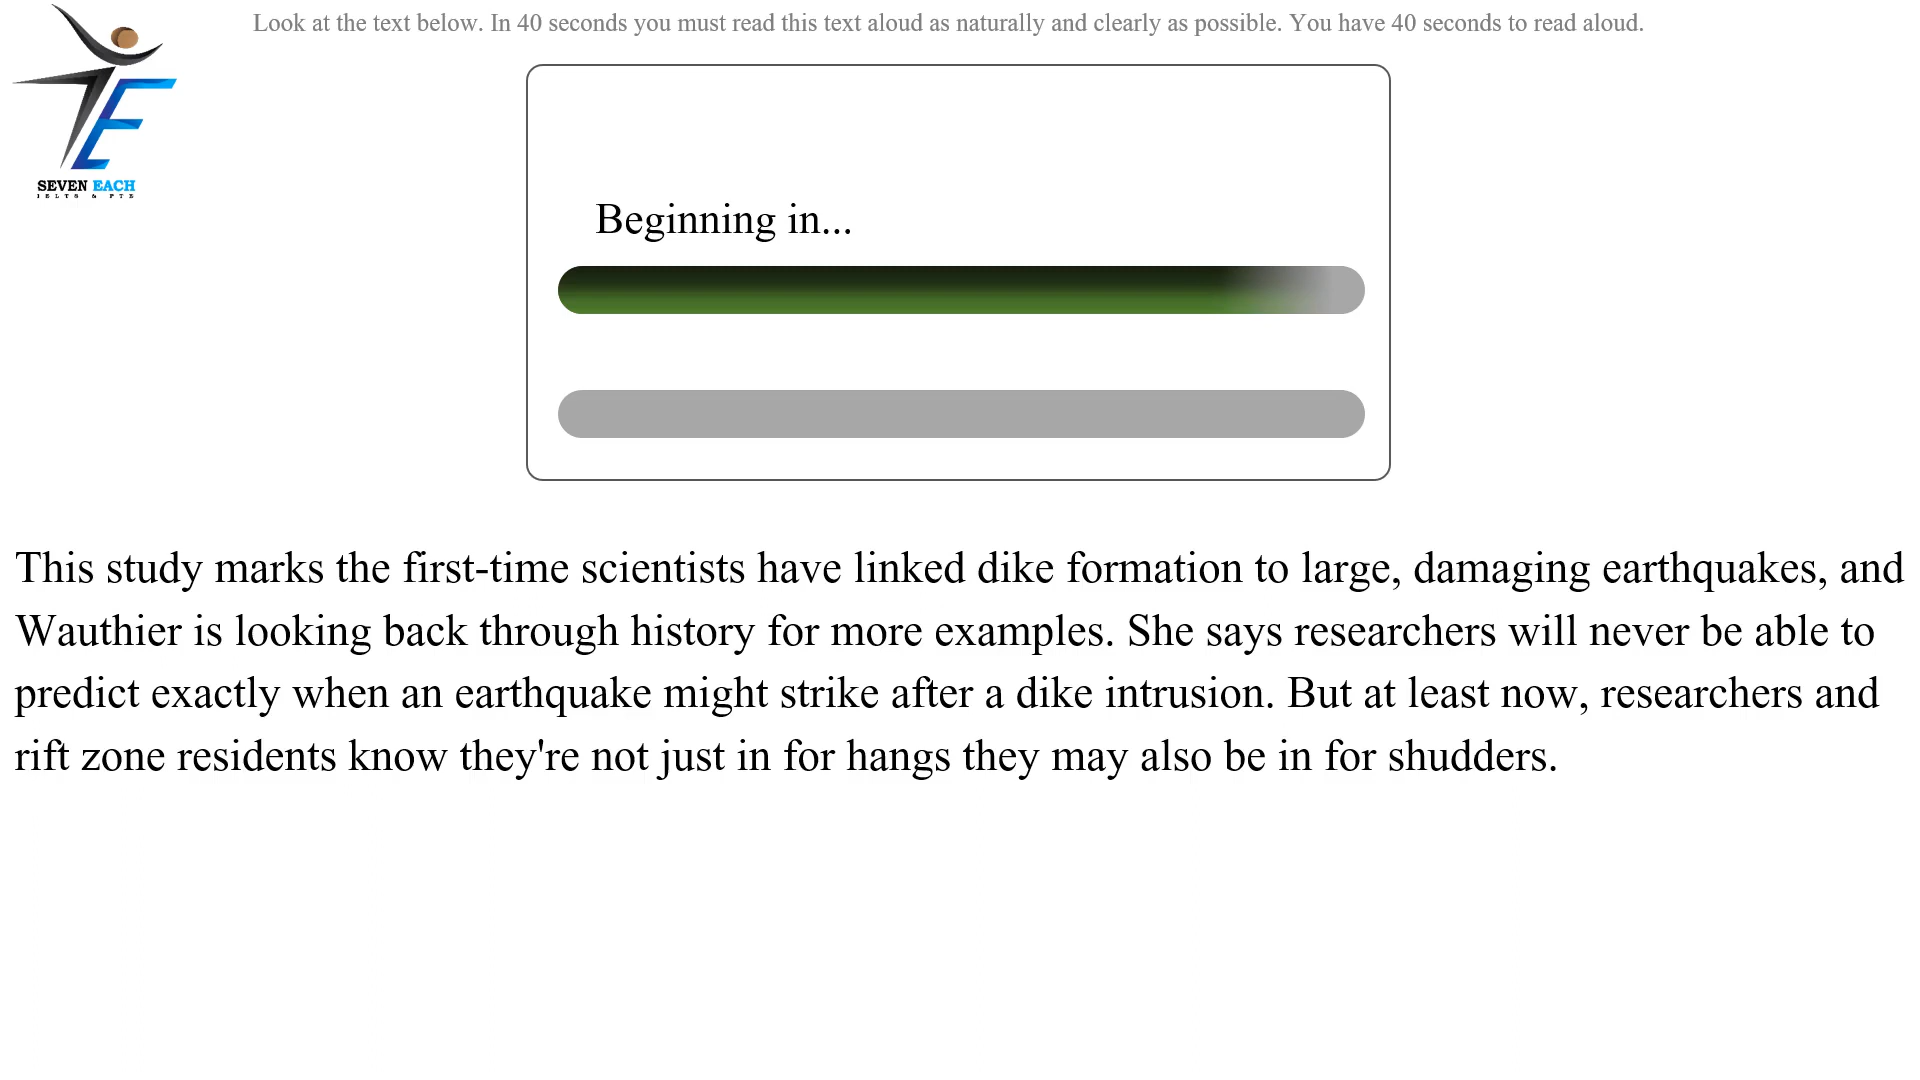 Look at the text below. In 40 seconds you must read this text aloud as naturally and clearly as possible. You have 40 seconds to read aloud.
SEVEN EACH
IELTS & PTE
Beginning in...
This study marks the first-time scientists have linked dike formation to large, damaging earthquakes, and
Wauthier is looking back through history for more examples. She says researchers will never be able to
predict exactly when an earthquake might strike after a dike intrusion. But at least now, researchers and
rift zone residents know they're not just in for hangs they may also be in for shudders.